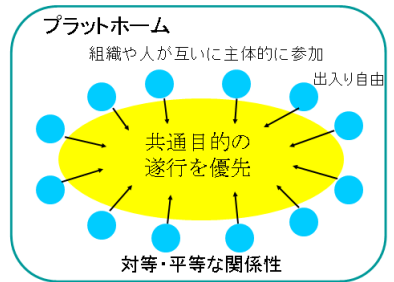 プラットホーム
組織や人が互いに主体的に参加
出入り自由
共通目的の
遂行を優先
対等・平等な関係性